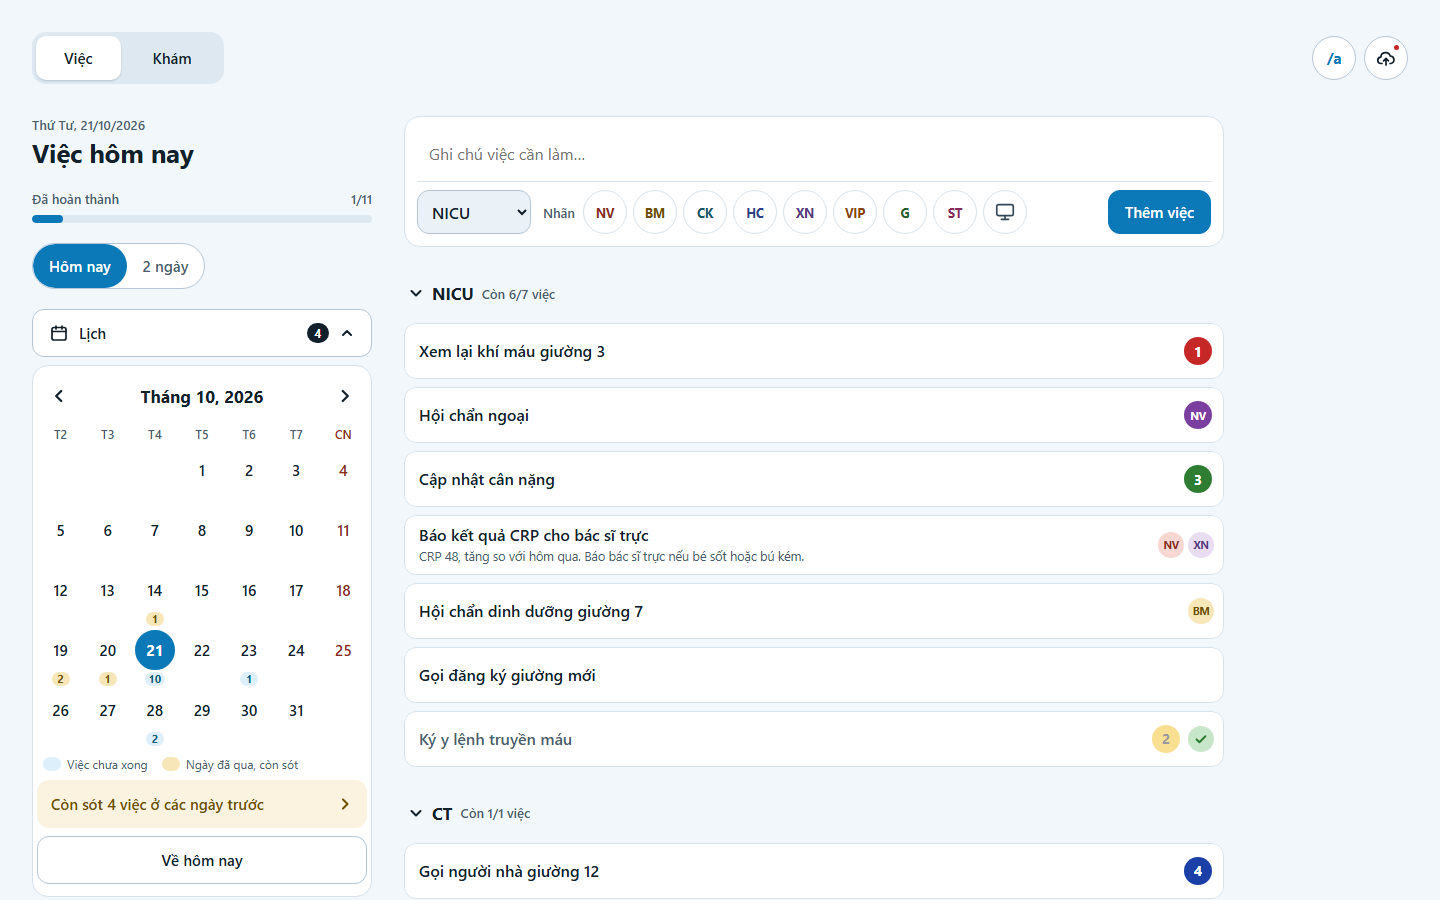 Việc
Khám
/a
Thứ Tư, 21/10/2026
Việc hôm nay
Đã hoàn thành 1/11
Hôm nay
2 ngày
Lịch 4
Tháng 10, 2026
T2 T3 T4 T5 T6 T7 CN
1 2 3 4
5 6 7 8 9 10 11
12 13 14 15 16 17 18
1
19 20 21 22 23 24 25
2 1 10 1
26 27 28 29 30 31
2
Việc chưa xong
Ngày đã qua, còn sót
Còn sót 4 việc ở các ngày trước
Về hôm nay
Ghi chú việc cần làm...
NICU Nhãn NV BM CK HC XN VIP G ST Thêm việc
NICU Còn 6/7 việc
Xem lại khí máu giường 3 1
Hội chẩn ngoại NV
Cập nhật cân nặng 3
Báo kết quả CRP cho bác sĩ trực NV XN
CRP 48, tăng so với hôm qua. Báo bác sĩ trực nếu bé sốt hoặc bú kém.
Hội chẩn dinh dưỡng giường 7 BM
Gọi đăng ký giường mới
Ký y lệnh truyền máu 2
CT Còn 1/1 việc
Gọi người nhà giường 12 4